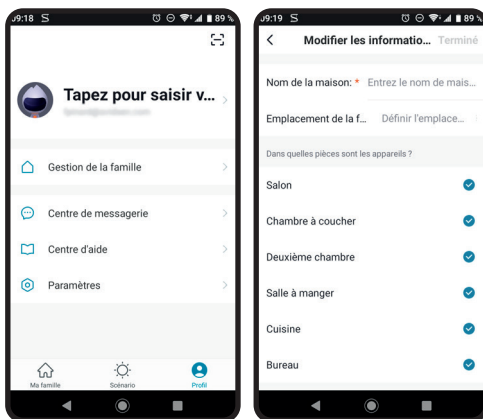 09:18 S 89 %
Tapez pour saisir v...
Gestion de la famille
Centre de messagerie
Centre d'aide
Paramètres
Ma famille
Scénario
Profil
09:19 S 89 %
Modifier les informatio... Terminé
Nom de la maison: * Entrez le nom de mais...
Emplacement de la f... Définir l'emplace...
Dans quelles pièces sont les appareils ?
Salon
Chambre à coucher
Deuxième chambre
Salle à manger
Cuisine
Bureau